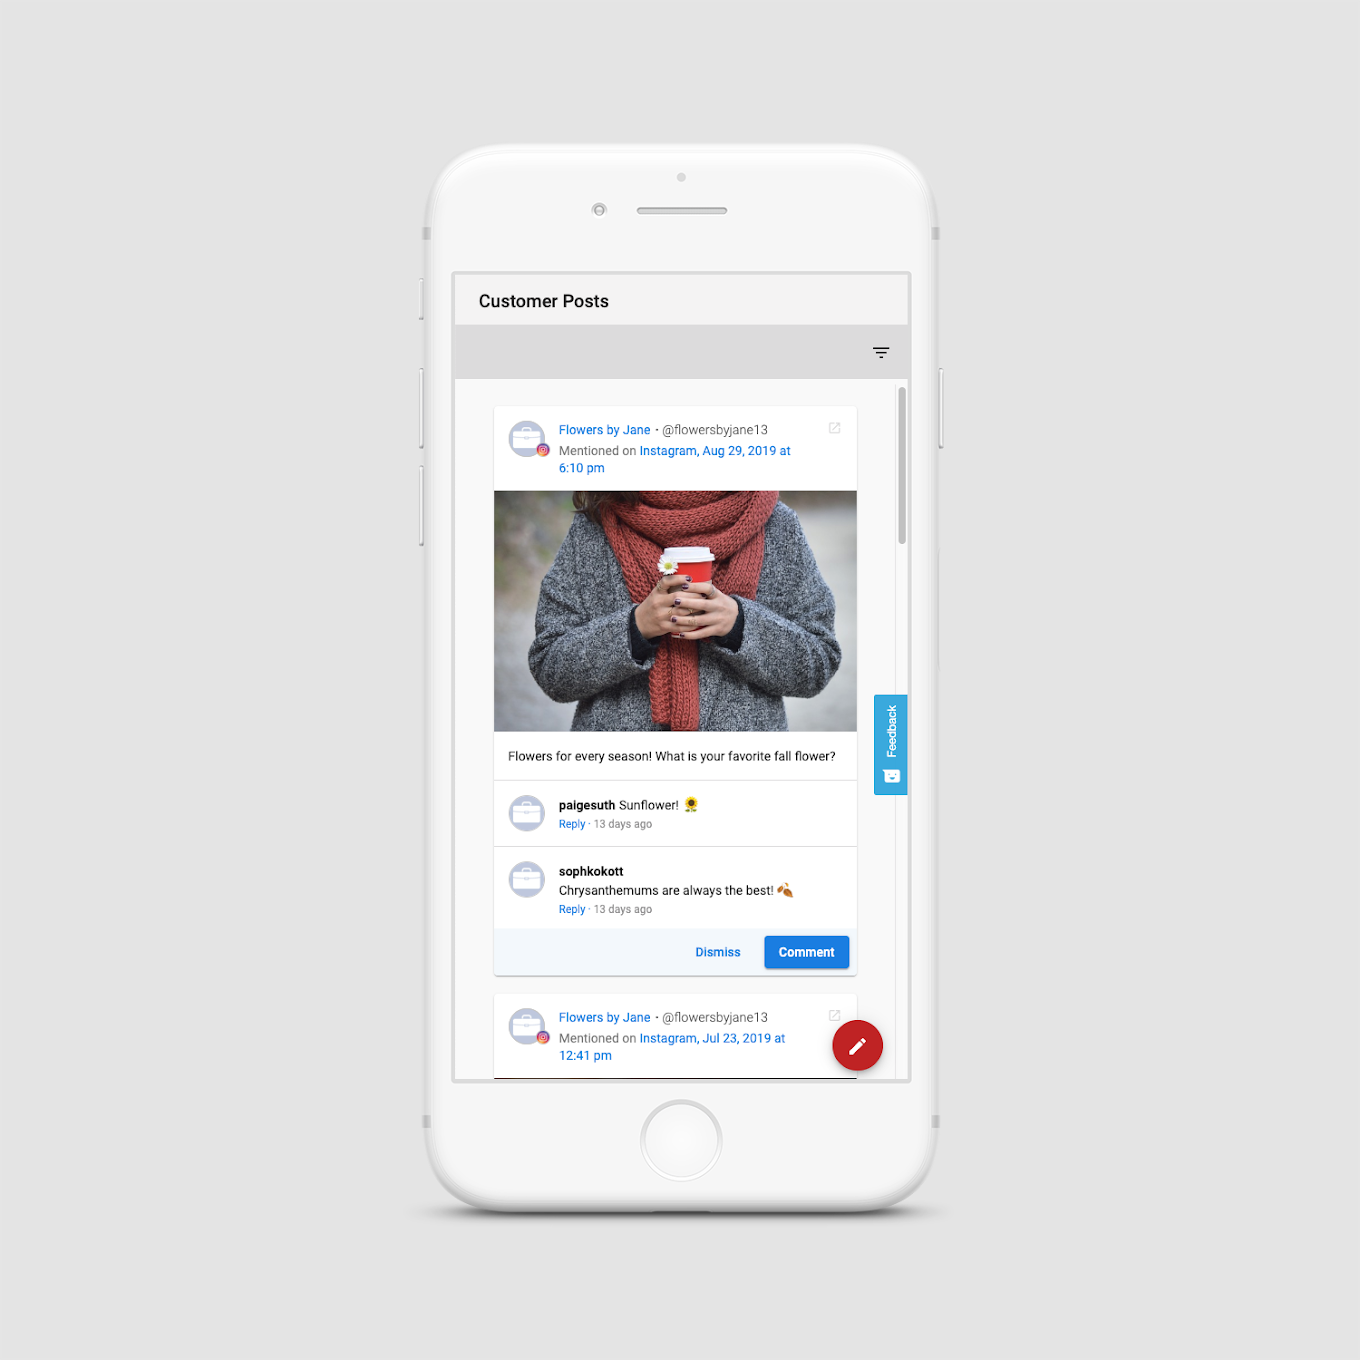 Customer Posts
Flowers by Jane · @flowersbyjane13
Mentioned on Instagram, Aug 29, 2019 at
6:10 pm
Flowers for every season! What is your favorite fall flower?
Feedback
paigesuth Sunflower! 🌻
Reply · 13 days ago
sophkokott
Chrysanthemums are always the best! 🍂
Reply · 13 days ago
Dismiss
Comment
Flowers by Jane · @flowersbyjane13
Mentioned on Instagram, Jul 23, 2019 at
12:41 pm